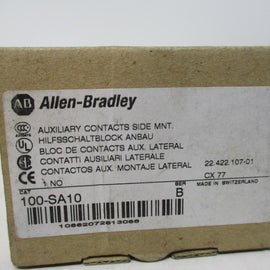 AB Allen-Bradley
AUXILIARY CONTACTS SIDE MNT.
HILFSSCHALTBLOCK ANBAU
BLOC DE CONTACTS AUX. LATERAL
CONTATTI AUSILIARI LATERALE
CONTACTOS AUX. MONTAJE LATERAL
22.422.107-01
1 NO
CX 77
CAT
100-SA10
SER
B
MADE IN SWITZERLAND
10662072613066